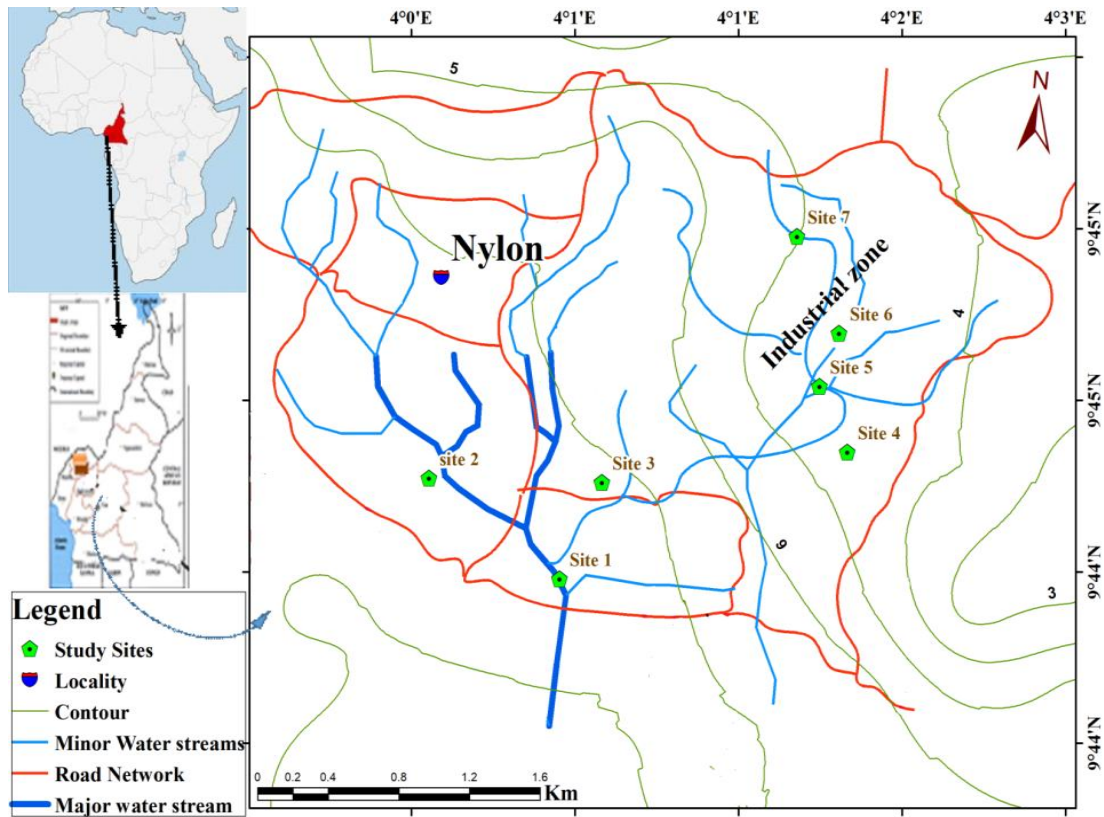 4°0'E 4°1'E 4°1'E 4°2'E 4°3'E
5
N
Site 7
9°45'N
Nylon
Industrial zone
Site 6
4
Site 5
9°45'N
Site 4
site 2
Site 3
6
Site 1
9°44'N
3
Legend
Study Sites
Locality
Contour
Minor Water streams
Road Network
Major water stream
9°44'N
0 0.2 0.4 0.8 1.2 1.6
Km